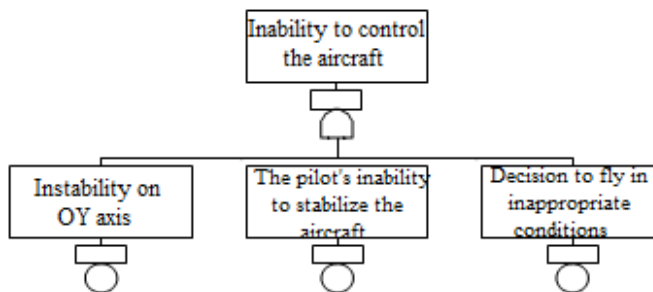 Inability to control
the aircraft
Instability on
OY axis
The pilot's inability
to stabilize the
aircraft
Decision to fly in
inappropriate
conditions